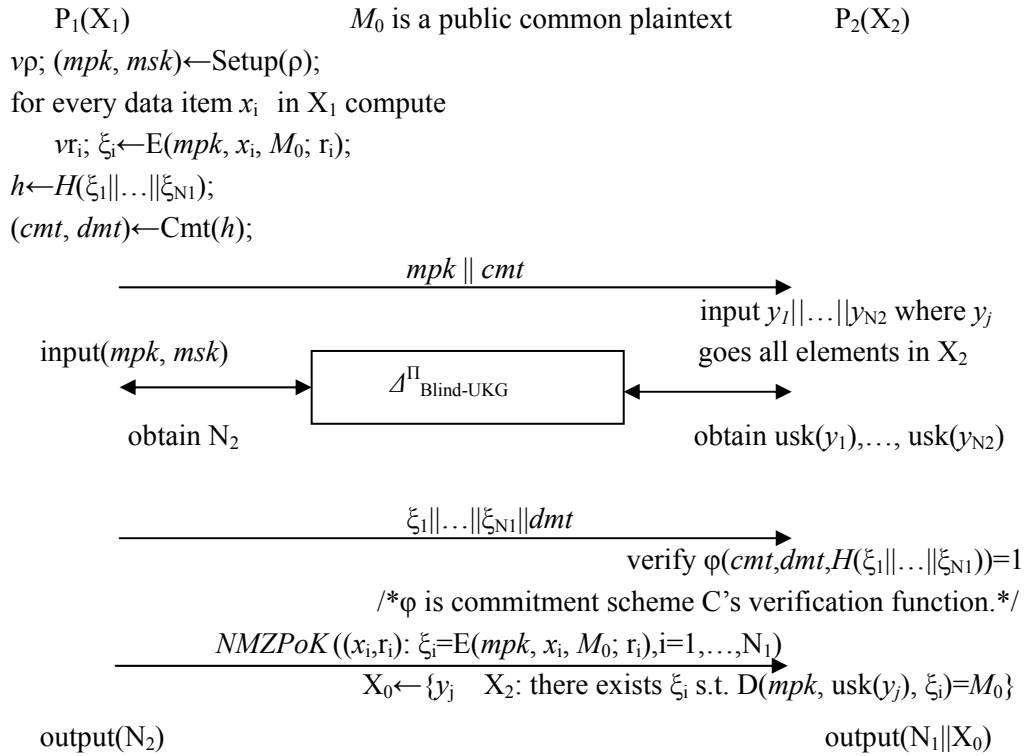 P₁(X₁) M₀ is a public common plaintext P₂(X₂)
νρ; (mpk, msk)←Setup(ρ);
for every data item xᵢ in X₁ compute
νrᵢ; ξᵢ←E(mpk, xᵢ, M₀; rᵢ);
h←H(ξ₁||…||ξN1);
(cmt, dmt)←Cmt(h);
mpk || cmt
input y₁||…||yN2 where yⱼ
input(mpk, msk) goes all elements in X₂
Δ^Π Blind-UKG
obtain N₂ obtain usk(y₁),…, usk(yN2)
ξ₁||…||ξN1||dmt
verify φ(cmt,dmt,H(ξ₁||…||ξN1))=1
/*φ is commitment scheme C’s verification function.*/
NMZPoK((xᵢ,rᵢ): ξᵢ=E(mpk, xᵢ, M₀; rᵢ),i=1,…,N₁)
X₀←{yⱼ X₂: there exists ξᵢ s.t. D(mpk, usk(yⱼ), ξᵢ)=M₀}
output(N₂) output(N₁||X₀)